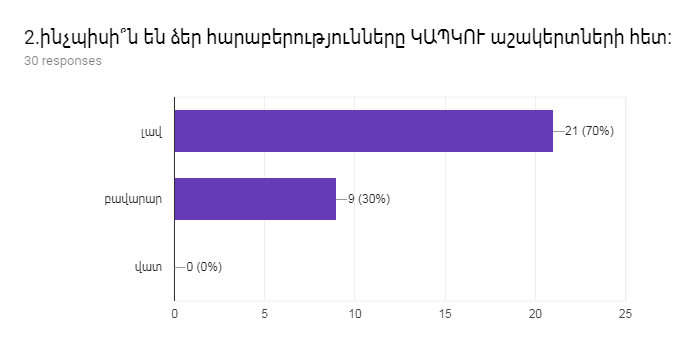 2.ինչպիսի՞ն են ձեր հարաբերությունները ԿԱՊԿՈՒ աշակերտների հետ:
30 responses
լավ
21 (70%)
բավարար
9 (30%)
վատ
0 (0%)
0 5 10 15 20 25